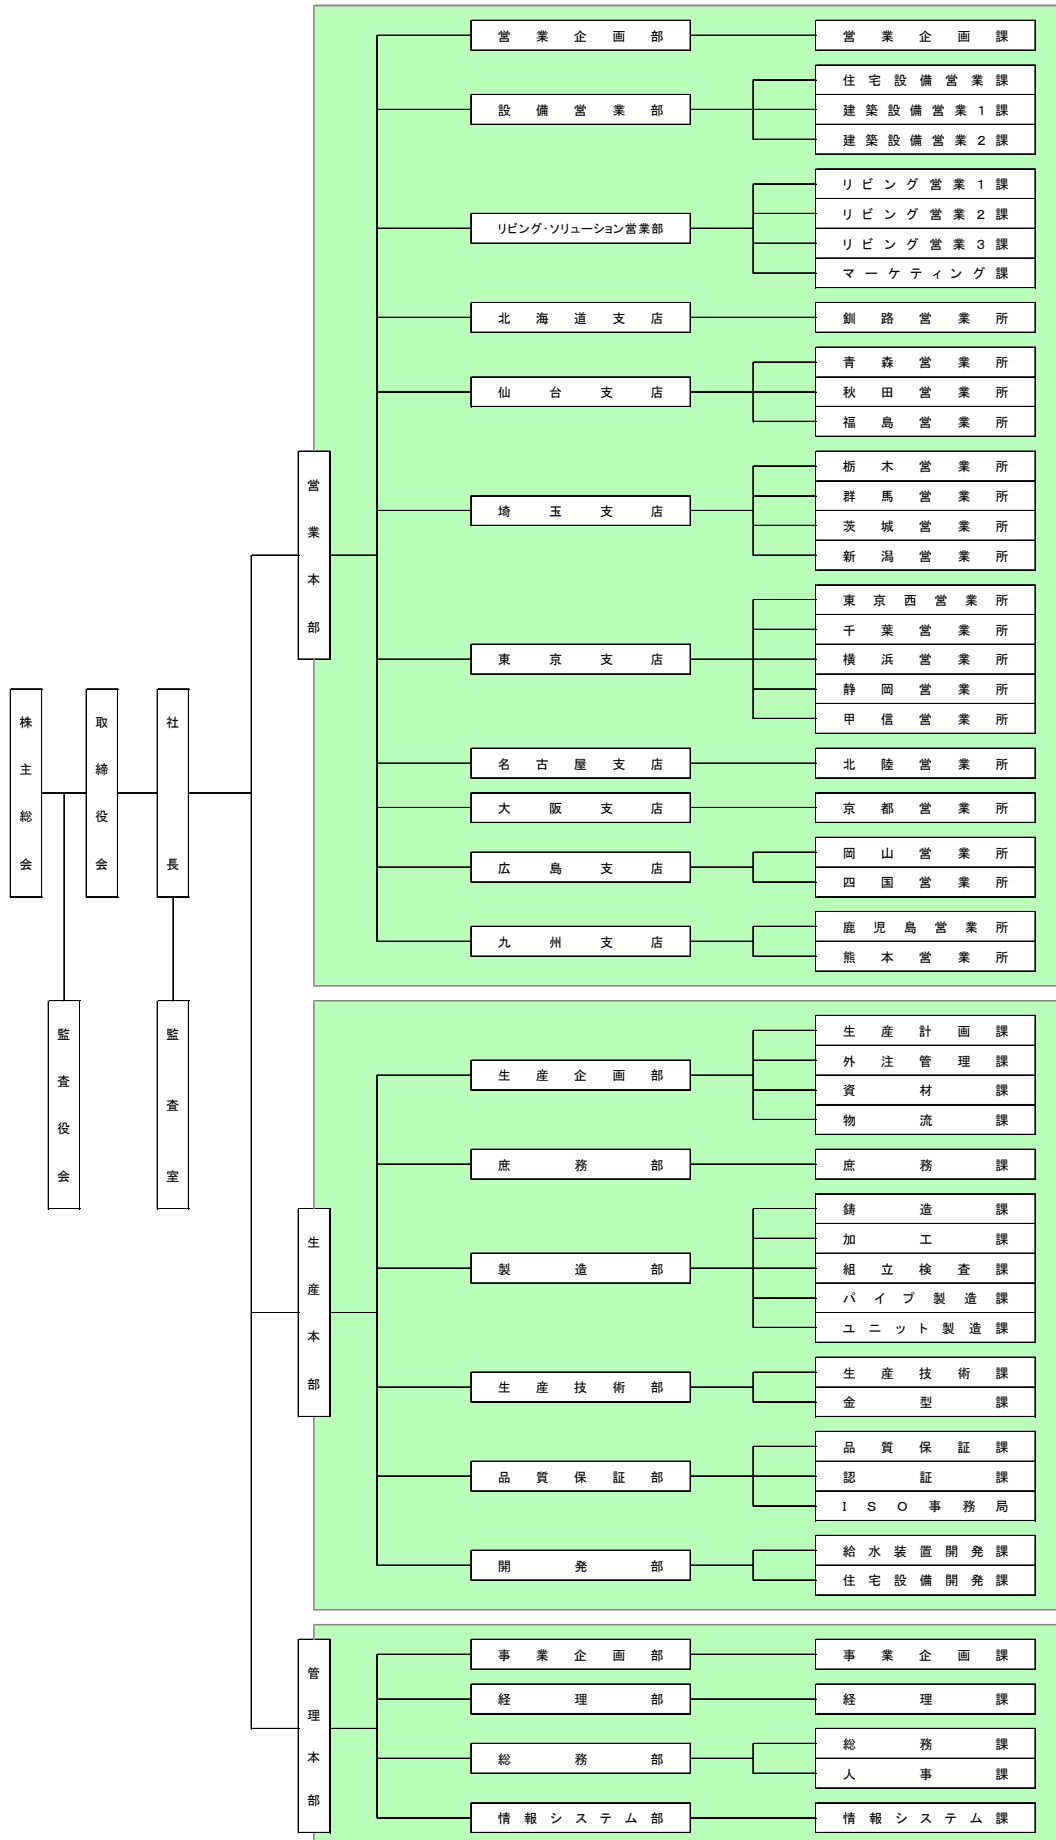 株主総会
取締役会
社長
監査役会
監査室
営業本部
営業企画部
営業企画課
設備営業部
住宅設備営業課
建築設備営業1課
建築設備営業2課
リビング・ソリューション営業部
リビング営業1課
リビング営業2課
リビング営業3課
マーケティング課
北海道支店
釧路営業所
仙台支店
青森営業所
秋田営業所
福島営業所
埼玉支店
栃木営業所
群馬営業所
茨城営業所
新潟営業所
東京支店
東京西営業所
千葉営業所
横浜営業所
静岡営業所
甲信営業所
名古屋支店
北陸営業所
大阪支店
京都営業所
広島支店
岡山営業所
四国営業所
九州支店
鹿児島営業所
熊本営業所
生産本部
生産企画部
生産計画課
外注管理課
資材課
物流課
庶務部
庶務課
製造部
鋳造課
加工課
組立検査課
パイプ製造課
ユニット製造課
生産技術部
生産技術課
金型課
品質保証部
品質保証課
認証課
ISO事務局
開発部
給水装置開発課
住宅設備開発課
管理本部
事業企画部
事業企画課
経理部
経理課
総務部
総務課
人事課
情報システム部
情報システム課